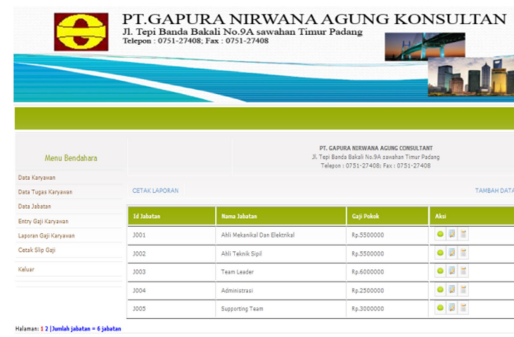 PT.GAPURA NIRWANA AGUNG KONSULTAN
Jl. Tepi Banda Bakali No.9A sawahan Timur Padang
Telepon : 0751-27408; Fax : 0751-27408
Menu Bendahara
PT. GAPURA NIRWANA AGUNG CONSULTANT
Jl. Tepi Banda Bakali No.9A sawahan Timur Padang
Telepon : 0751-27408; Fax : 0751-27408
Data Karyawan
Data Tugas Karyawan
Data Jabatan
Entry Gaji Karyawan
Laporan Gaji Karyawan
Cetak Slip Gaji
Keluar
CETAK LAPORAN TAMBAH DATA
Id Jabatan Nama Jabatan Gaji Pokok Aksi
J001 Ahli Mekanikal Dan Elektrikal Rp.5500000
J002 Ahli Teknik Sipil Rp.5500000
J003 Team Leader Rp.6000000
J004 Administrasi Rp.2500000
J005 Supporting Team Rp.3000000
Halaman: 1 2 (Jumlah jabatan = 6 jabatan